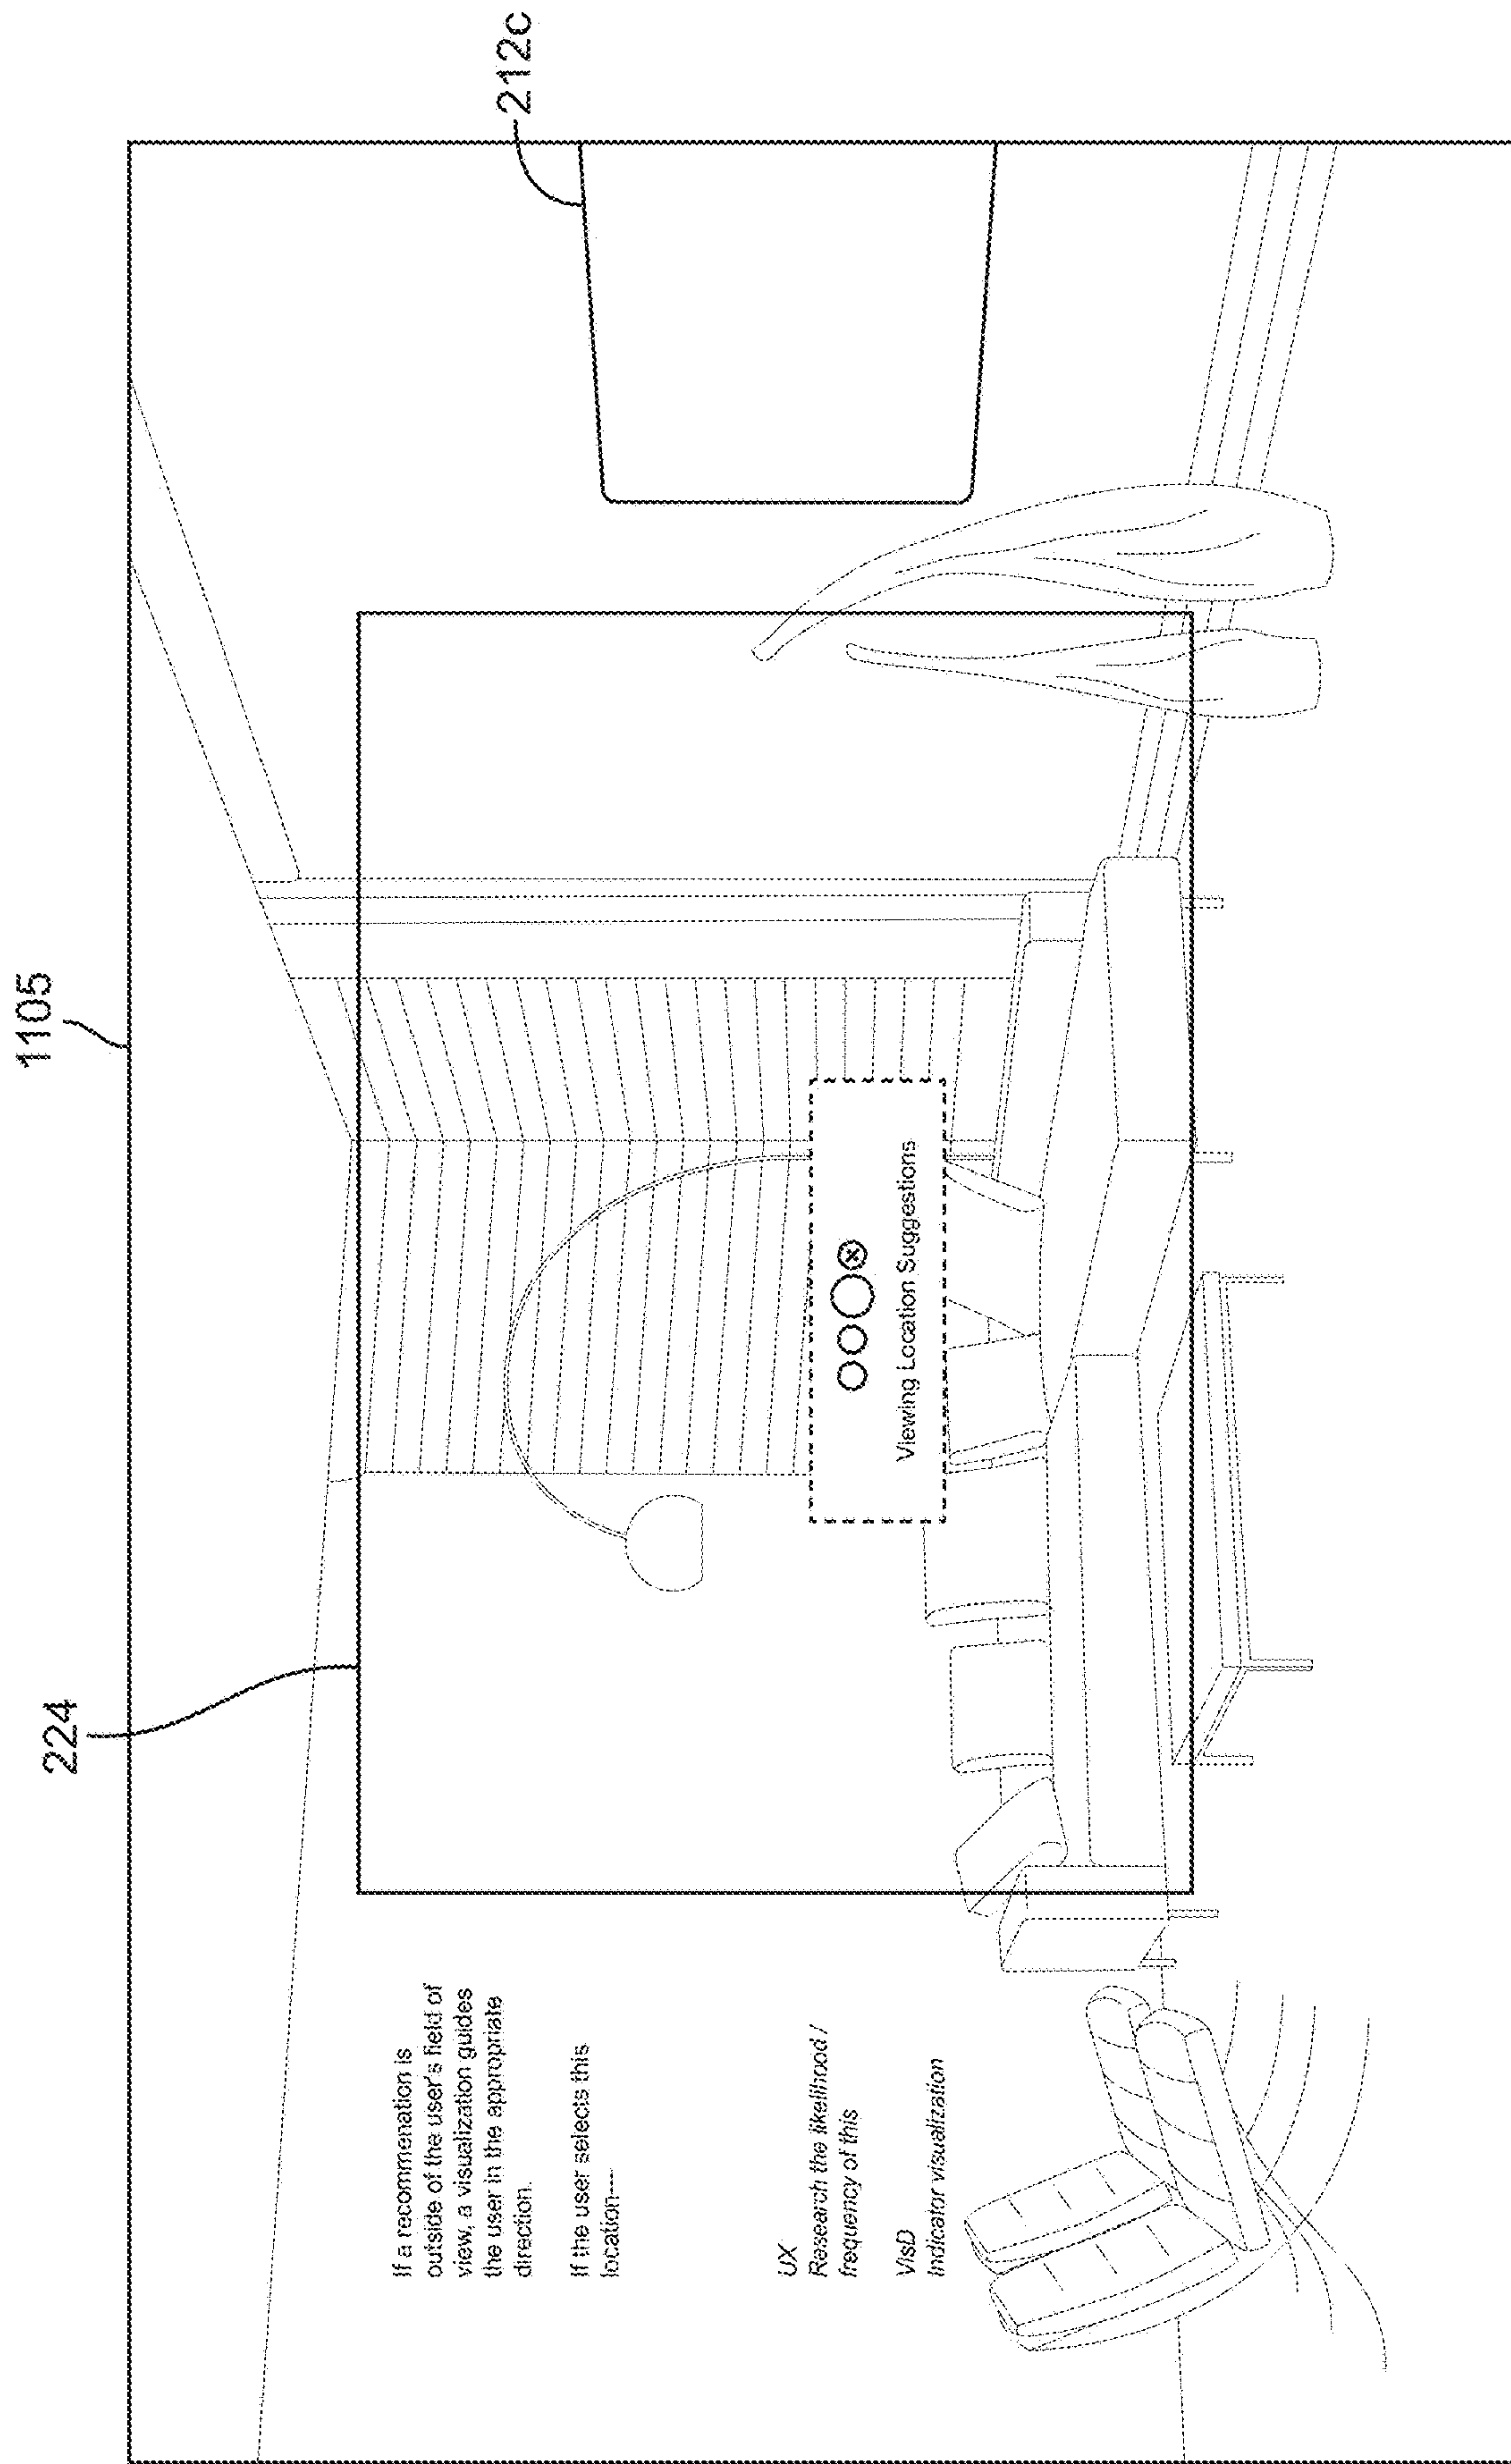 1105
224
212c
If a recommenation is
outside of the user's field of
view, a visualization guides
the user in the appropriate
direction.
If the user selects this
location----
UX
Research the likelihood /
frequency of this
VisD
Indicator visualization
Viewing Location Suggestions